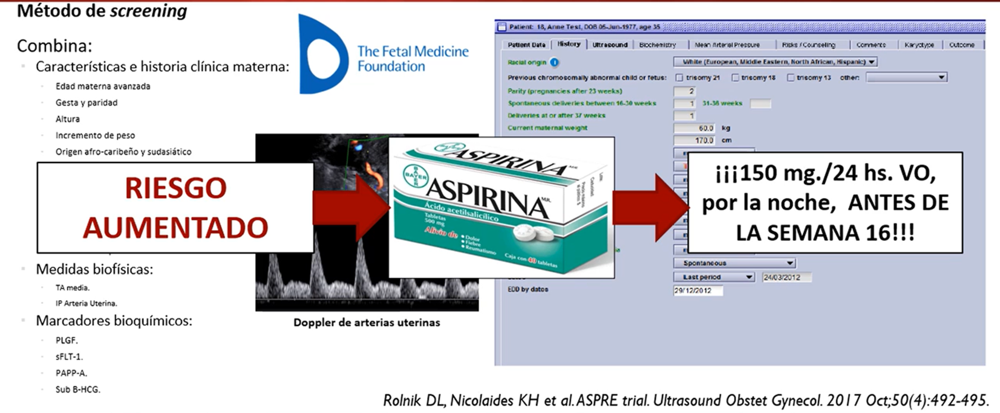 Método de screening
Combina:
Características e historia clínica materna:
Edad materna avanzada
Gesta y paridad
Altura
Incremento de peso
Origen afro-caribeño y sudasiático
RIESGO
AUMENTADO
Medidas biofísicas:
TA media.
IP Arteria Uterina.
Marcadores bioquímicos:
PLGF.
sFLT-1.
PAPP-A.
Sub B-HCG.
The Fetal Medicine
Foundation
Doppler de arterias uterinas
ASPIRINA
BAYER
ASPIRINA MR.
Ácido acetilsalicílico
Tabletas
500 mg
Alivio de
Dolor
Fiebre
Reumatismo
Caja con 40 tabletas
Patient: 18, Anne Test, DOB 05-Jun-1977, age 35
Patient Data History Ultrasound Biochemistry Mean Arterial Pressure Risks / Counseling Comments Karyotype Outcome
Racial origin White (European, Middle Eastern, North African, Hispanic)
Previous chromosomally abnormal child or fetus: trisomy 21 trisomy 18 trisomy 13 other:
Parity (pregnancies after 23 weeks) 2
Spontaneous deliveries between 16-30 weeks 1 31-36 weeks
Deliveries at or after 37 weeks 1
Current maternal weight 60.0 kg
170.0 cm
¡¡¡150 mg./24 hs. VO,
por la noche, ANTES DE
LA SEMANA 16!!!
Spontaneous
Last period 24/03/2012
EDD by dates 29/12/2012
Rolnik DL, Nicolaides KH et al. ASPRE trial. Ultrasound Obstet Gynecol. 2017 Oct;50(4):492-495.